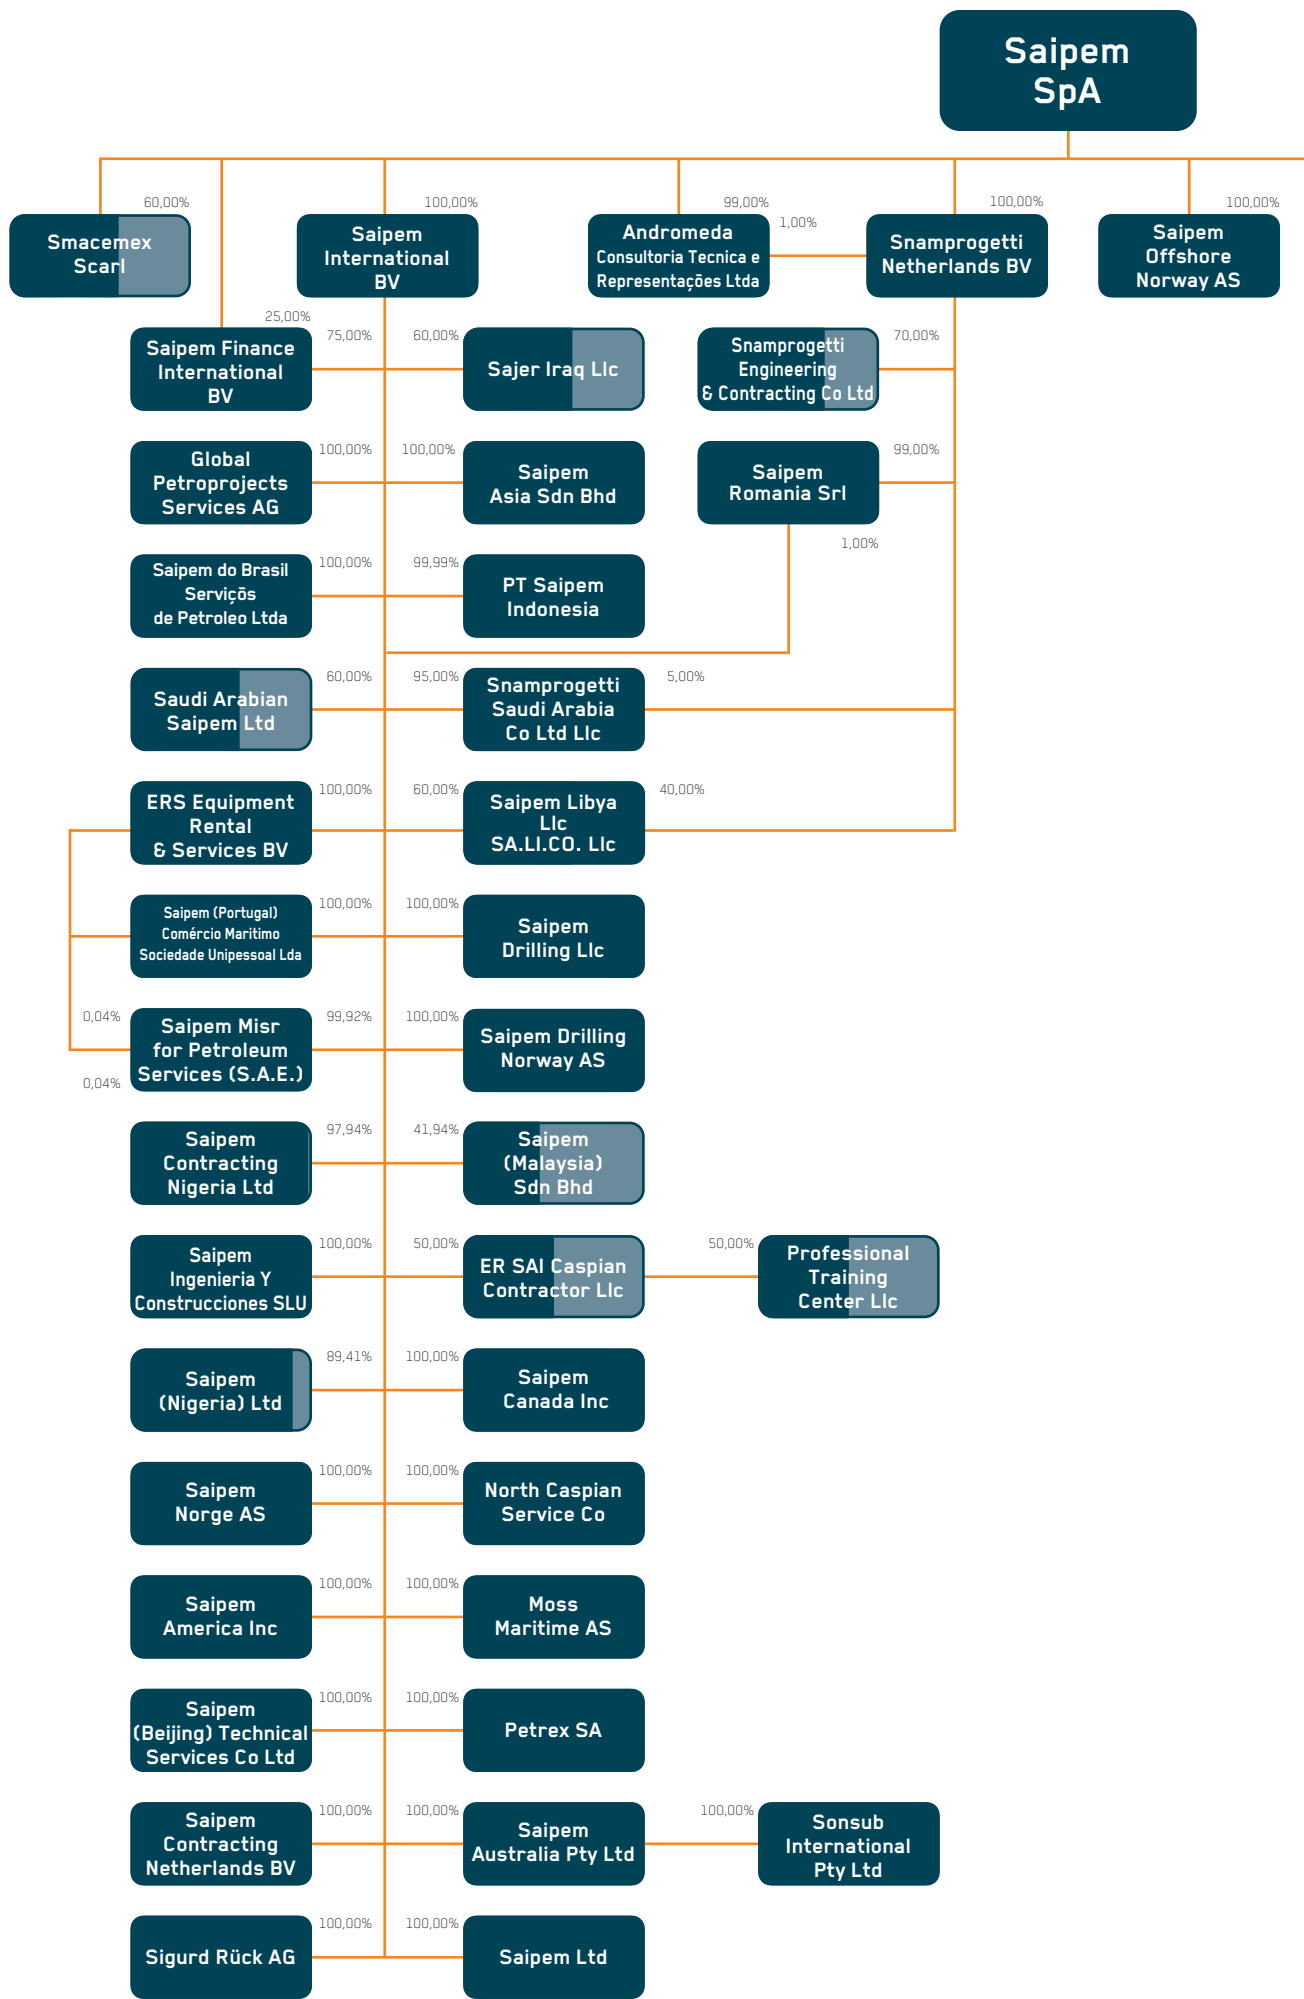 Saipem
SpA
60,00%
100,00%
99,00%
1,00%
100,00%
100,00%
Smacemex
Scarl
Saipem
International
BV
Andromeda
Consultoria Tecnica e
Representações Ltda
Snamprogetti
Netherlands BV
Saipem
Offshore
Norway AS
25,00%
75,00%
60,00%
70,00%
Saipem Finance
International
BV
Sajer Iraq Llc
Snamprogetti
Engineering
& Contracting Co Ltd
100,00%
100,00%
99,00%
Global
Petroprojects
Services AG
Saipem
Asia Sdn Bhd
Saipem
Romania Srl
1,00%
100,00%
99,99%
Saipem do Brasil
Serviçõs
de Petroleo Ltda
PT Saipem
Indonesia
60,00%
95,00%
5,00%
Saudi Arabian
Saipem Ltd
Snamprogetti
Saudi Arabia
Co Ltd Llc
100,00%
60,00%
40,00%
ERS Equipment
Rental
& Services BV
Saipem Libya
Llc
SA.LI.CO. Llc
100,00%
100,00%
Saipem (Portugal)
Comércio Maritimo
Sociedade Unipessoal Lda
Saipem
Drilling Llc
0,04%
99,92%
100,00%
Saipem Misr
for Petroleum
Services (S.A.E.)
Saipem Drilling
Norway AS
0,04%
97,94%
41,94%
Saipem
Contracting
Nigeria Ltd
Saipem
(Malaysia)
Sdn Bhd
100,00%
50,00%
50,00%
Saipem
Ingenieria Y
Construcciones SLU
ER SAI Caspian
Contractor Llc
Professional
Training
Center Llc
89,41%
100,00%
Saipem
(Nigeria) Ltd
Saipem
Canada Inc
100,00%
100,00%
Saipem
Norge AS
North Caspian
Service Co
100,00%
100,00%
Saipem
America Inc
Moss
Maritime AS
100,00%
100,00%
Saipem
(Beijing) Technical
Services Co Ltd
Petrex SA
100,00%
100,00%
100,00%
Saipem
Contracting
Netherlands BV
Saipem
Australia Pty Ltd
Sonsub
International
Pty Ltd
100,00%
100,00%
Sigurd Rück AG
Saipem Ltd